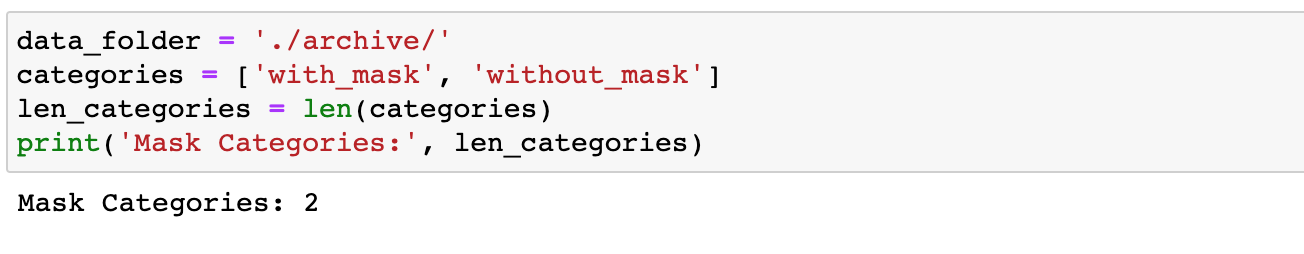 data_folder = './archive/'
categories = ['with_mask', 'without_mask']
len_categories = len(categories)
print('Mask Categories:', len_categories)
Mask Categories: 2